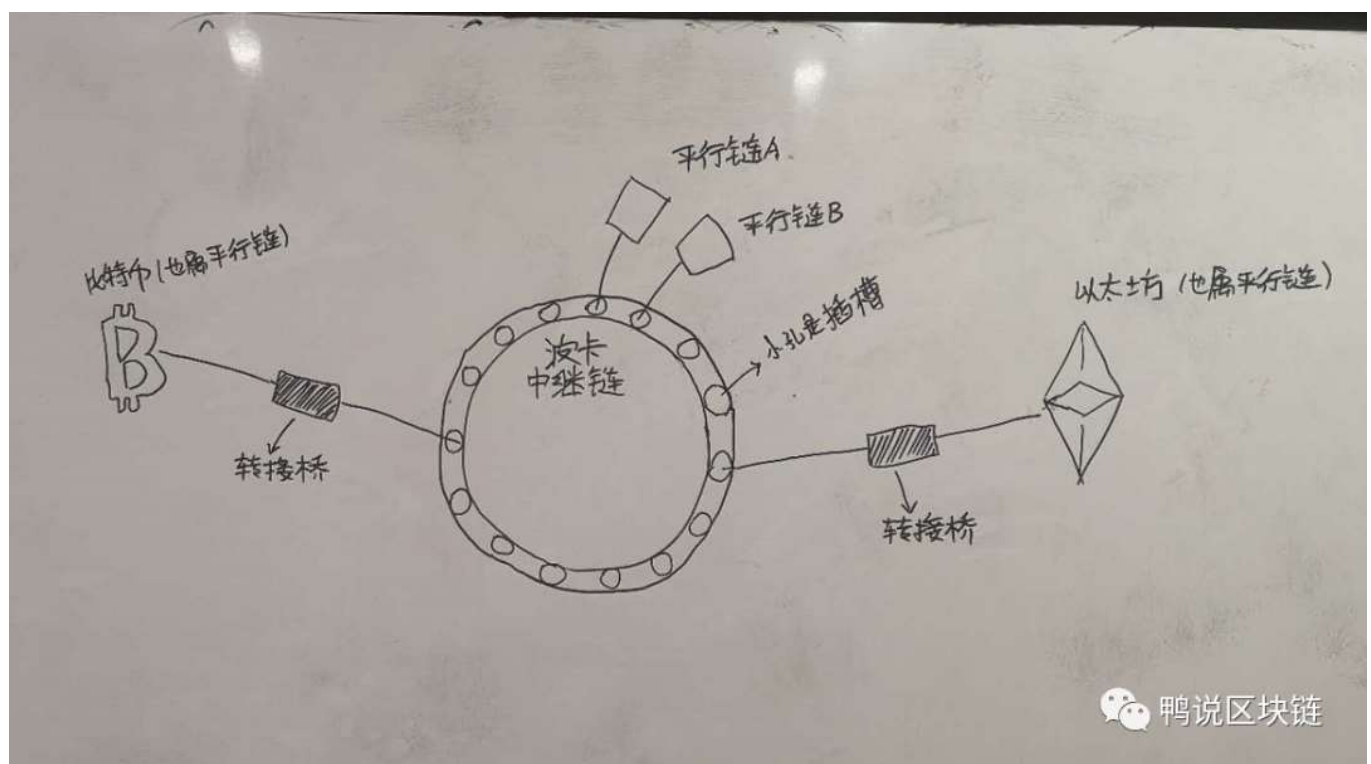 平行链A
平行链B
比特币(也属平行链)
以太坊(也属平行链)
小孔是插槽
波卡
中继链
转接桥
转接桥
鸭说区块链